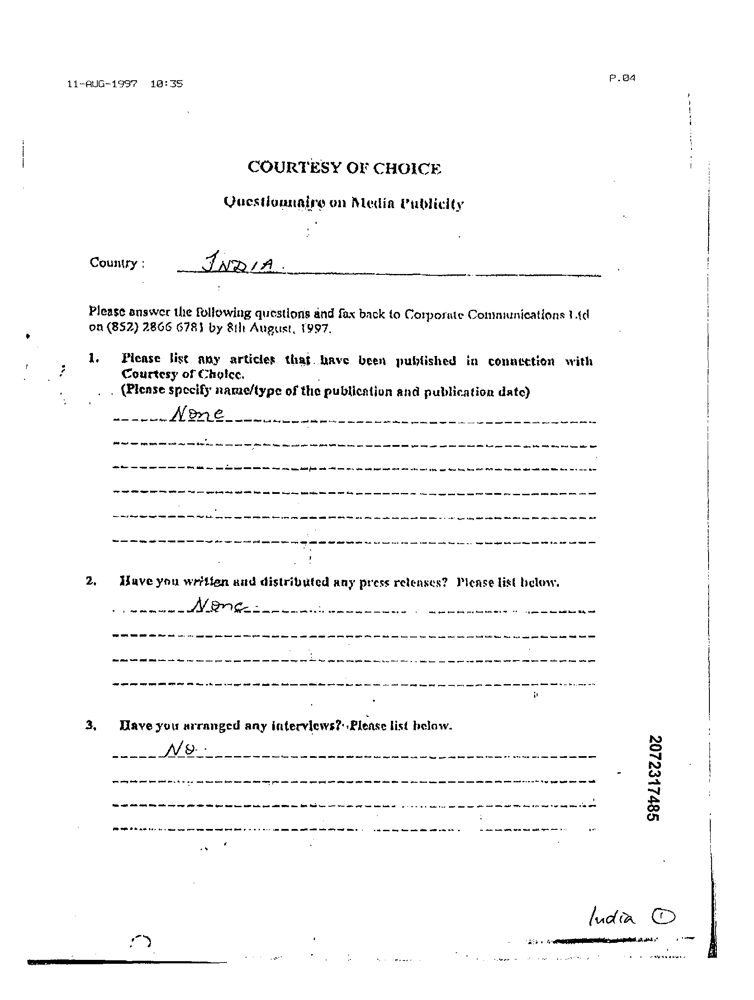 11-AUG-1997 10:35 P.04
COURTESY OF CHOICE
Questionnaire on Media Publicity
Country : INDIA.
Please answer the following questions and fax back to Corporate Communications Ltd
on (852) 2866 6781 by 8th August, 1997.
1. Please list any articles that have been published in connection with
Courtesy of Choice.
(Please specify name/type of the publication and publication date)
None
2. Have you written and distributed any press releases? Please list below.
None
3. Have you arranged any interviews? Please list below.
No
2072317485
India 1